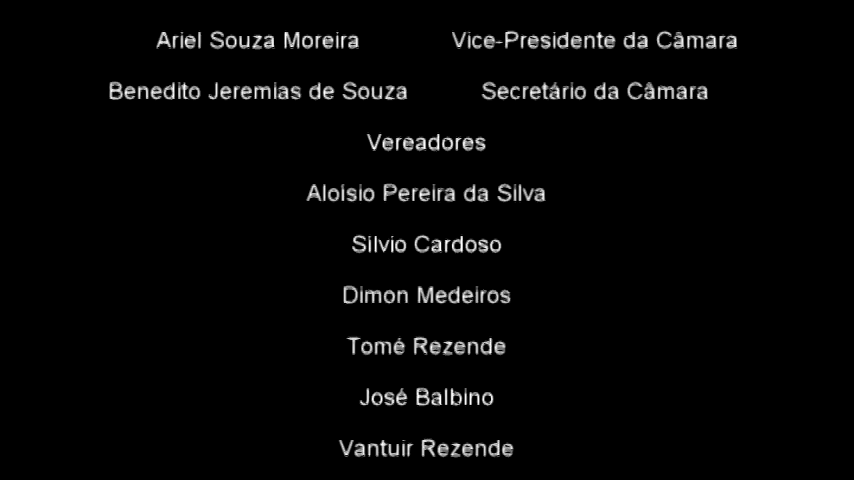 Ariel Souza Moreira Vice-Presidente da Câmara
Benedito Jeremias de Souza Secretário da Câmara
Vereadores
Aloísio Pereira da Silva
Silvio Cardoso
Dimon Medeiros
Tomé Rezende
José Balbino
Vantuir Rezende